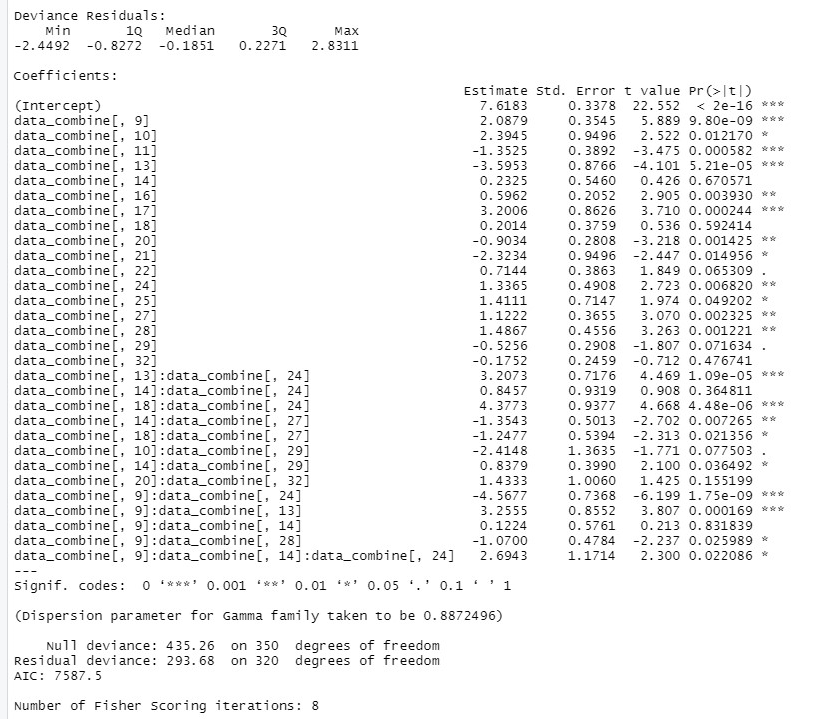 Deviance Residuals:
    Min       1Q   Median       3Q      Max
-2.4492  -0.8272  -0.1851   0.2271   2.8311
Coefficients:
Estimate Std. Error t value Pr(>|t|)
(Intercept) 7.6183 0.3378 22.552 < 2e-16 ***
data_combine[, 9] 2.0879 0.3545 5.889 9.80e-09 ***
data_combine[, 10] 2.3945 0.9496 2.522 0.012170 *
data_combine[, 11] -1.3525 0.3892 -3.475 0.000582 ***
data_combine[, 13] -3.5953 0.8766 -4.101 5.21e-05 ***
data_combine[, 14] 0.2325 0.5460 0.426 0.670571
data_combine[, 16] 0.5962 0.2052 2.905 0.003930 **
data_combine[, 17] 3.2006 0.8626 3.710 0.000244 ***
data_combine[, 18] 0.2014 0.3759 0.536 0.592414
data_combine[, 20] -0.9034 0.2808 -3.218 0.001425 **
data_combine[, 21] -2.3234 0.9496 -2.447 0.014956 *
data_combine[, 22] 0.7144 0.3863 1.849 0.065309 .
data_combine[, 24] 1.3365 0.4908 2.723 0.006820 **
data_combine[, 25] 1.4111 0.7147 1.974 0.049202 *
data_combine[, 27] 1.1222 0.3655 3.070 0.002325 **
data_combine[, 28] 1.4867 0.4556 3.263 0.001221 **
data_combine[, 29] -0.5256 0.2908 -1.807 0.071634 .
data_combine[, 32] -0.1752 0.2459 -0.712 0.476741
data_combine[, 13]:data_combine[, 24] 3.2073 0.7176 4.469 1.09e-05 ***
data_combine[, 14]:data_combine[, 24] 0.8457 0.9319 0.908 0.364811
data_combine[, 18]:data_combine[, 24] 4.3773 0.9377 4.668 4.48e-06 ***
data_combine[, 14]:data_combine[, 27] -1.3543 0.5013 -2.702 0.007265 **
data_combine[, 18]:data_combine[, 27] -1.2477 0.5394 -2.313 0.021356 *
data_combine[, 10]:data_combine[, 29] -2.4148 1.3635 -1.771 0.077503 .
data_combine[, 14]:data_combine[, 29] 0.8379 0.3990 2.100 0.036492 *
data_combine[, 20]:data_combine[, 32] 1.4333 1.0060 1.425 0.155199
data_combine[, 9]:data_combine[, 24] -4.5677 0.7368 -6.199 1.75e-09 ***
data_combine[, 9]:data_combine[, 13] 3.2555 0.8552 3.807 0.000169 ***
data_combine[, 9]:data_combine[, 14] 0.1224 0.5761 0.213 0.831839
data_combine[, 9]:data_combine[, 28] -1.0700 0.4784 -2.237 0.025989 *
data_combine[, 9]:data_combine[, 14]:data_combine[, 24] 2.6943 1.1714 2.300 0.022086 *
---
Signif. codes:  0 ‘***’ 0.001 ‘**’ 0.01 ‘*’ 0.05 ‘.’ 0.1 ‘ ’ 1
(Dispersion parameter for Gamma family taken to be 0.8872496)
Null deviance: 435.26  on 350  degrees of freedom
Residual deviance: 293.68  on 320  degrees of freedom
AIC: 7587.5
Number of Fisher Scoring iterations: 8